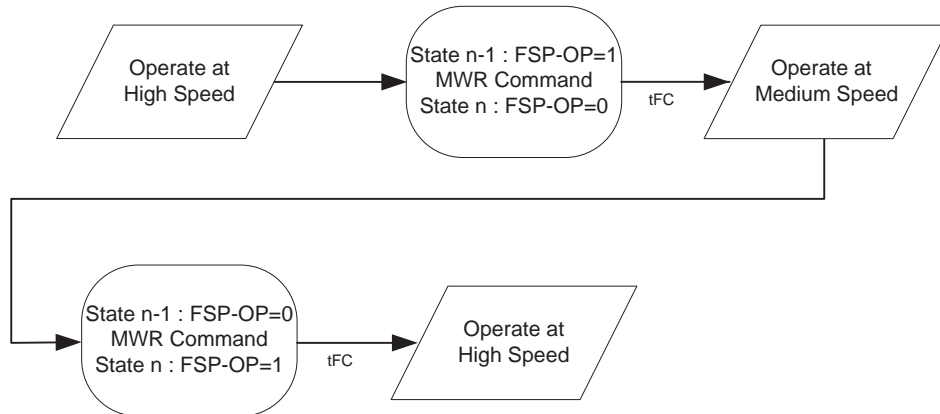 Operate at
High Speed
State n-1 : FSP-OP=1
MWR Command
State n : FSP-OP=0
tFC
Operate at
Medium Speed
State n-1 : FSP-OP=0
MWR Command
State n : FSP-OP=1
tFC
Operate at
High Speed